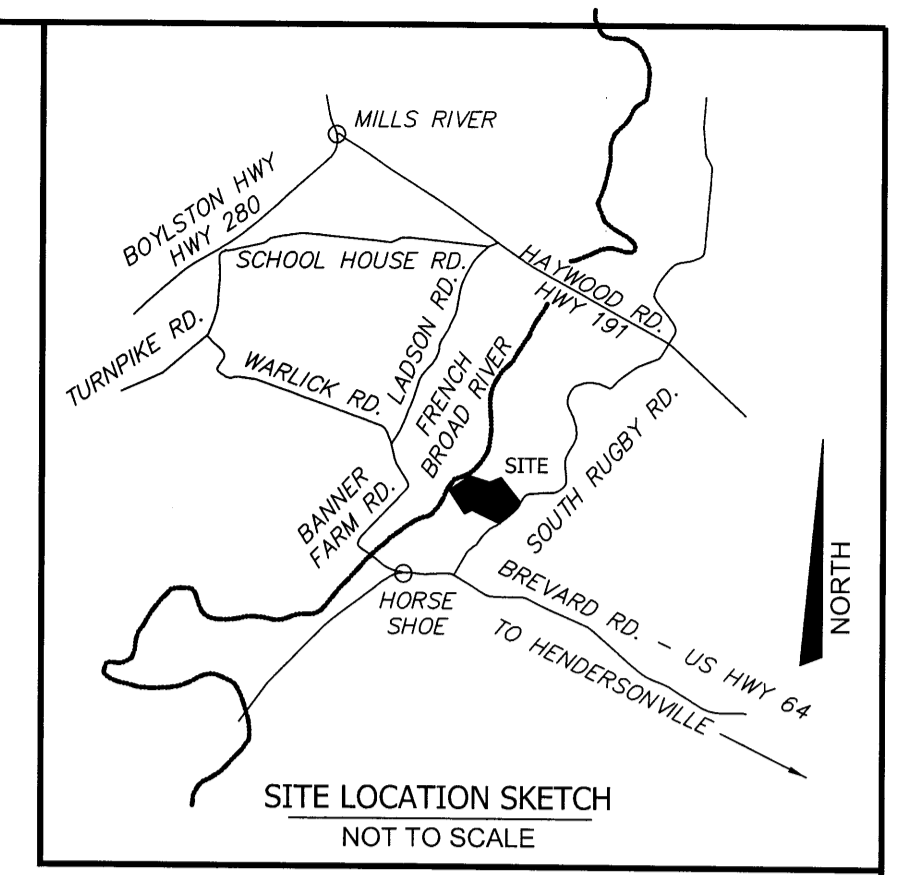 MILLS RIVER
BOYLSTON HWY
HWY 280
SCHOOL HOUSE RD.
HAYWOOD RD.
HWY 191
TURNPIKE RD.
LADSON RD.
WARLICK RD.
FRENCH
BROAD RIVER
SITE
SOUTH RUGBY RD.
BANNER
FARM RD.
HORSE
SHOE
BREVARD RD. – US HWY 64
TO HENDERSONVILLE
NORTH
SITE LOCATION SKETCH
NOT TO SCALE